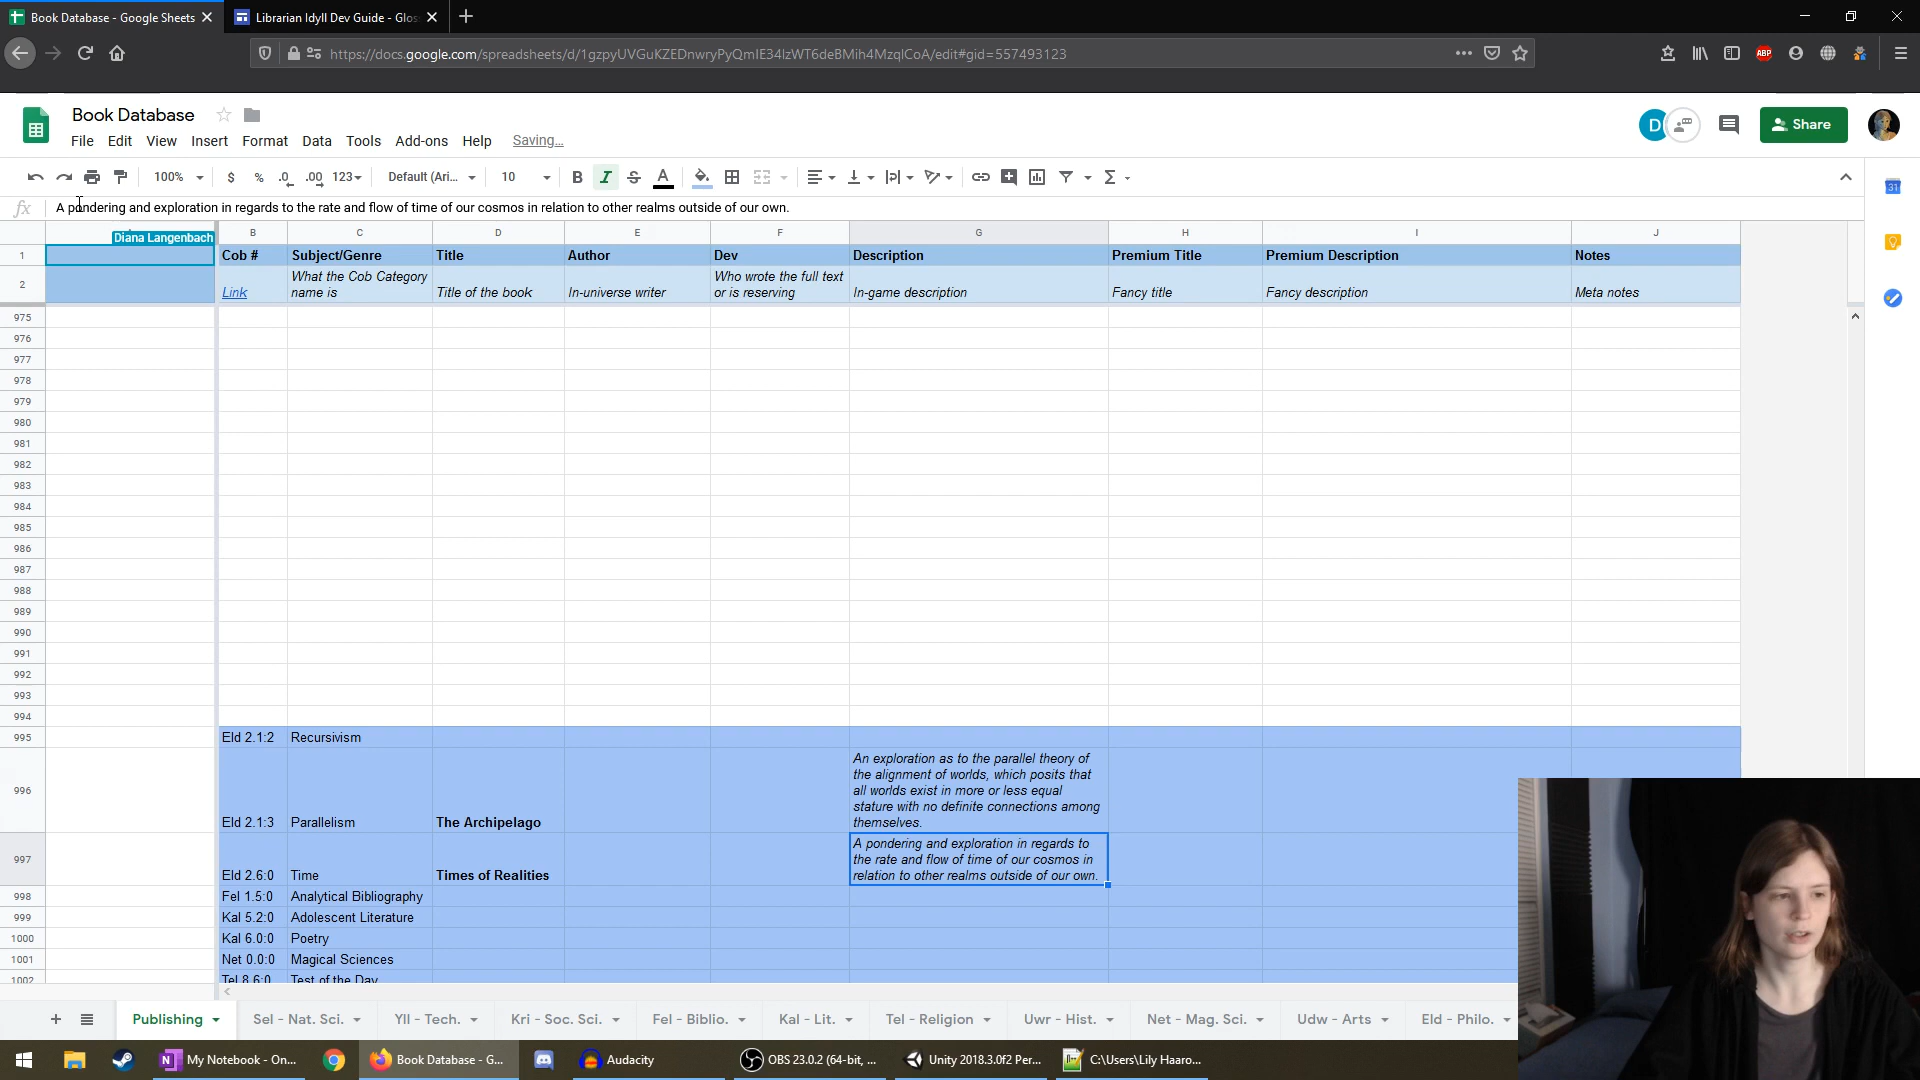 Book Database - Google Sheets
Librarian Idyll Dev Guide - Glos
https://docs.google.com/spreadsheets/d/1gzpyUVGuKZEDnwryPyQmIE34lzWT6deBMih4MzqlCoA/edit#gid=557493123
ABP
Book Database
File Edit View Insert Format Data Tools Add-ons Help Saving...
D
Share
100% $ % .0 .00 123 Default (Ari... 10 B I S A Σ
31
fx A pondering and exploration in regards to the rate and flow of time of our cosmos in relation to other realms outside of our own.
Diana Langenbach B C D E F G H I J
1 Cob # Subject/Genre Title Author Dev Description Premium Title Premium Description Notes
What the Cob Category Who wrote the full text
2 Link name is Title of the book In-universe writer or is reserving In-game description Fancy title Fancy description Meta notes
975
976
977
978
979
980
981
982
983
984
985
986
987
988
989
990
991
992
993
994
995 Eld 2.1:2 Recursivism
An exploration as to the parallel theory of
the alignment of worlds, which posits that
996 all worlds exist in more or less equal
stature with no definite connections among
Eld 2.1:3 Parallelism The Archipelago themselves.
A pondering and exploration in regards to
997 the rate and flow of time of our cosmos in
Eld 2.6:0 Time Times of Realities relation to other realms outside of our own.
998 Fel 1.5:0 Analytical Bibliography
999 Kal 5.2:0 Adolescent Literature
1000 Kal 6.0:0 Poetry
1001 Net 0.0:0 Magical Sciences
1002 Tel 8.6:0 Test of the Day
Publishing Sel - Nat. Sci. Yll - Tech. Kri - Soc. Sci. Fel - Biblio. Kal - Lit. Tel - Religion Uwr - Hist. Net - Mag. Sci. Udw - Arts Eld - Philo.
My Notebook - On... Book Database - G... Audacity OBS 23.0.2 (64-bit, ... Unity 2018.3.0f2 Per... C:\Users\Lily Haaro...